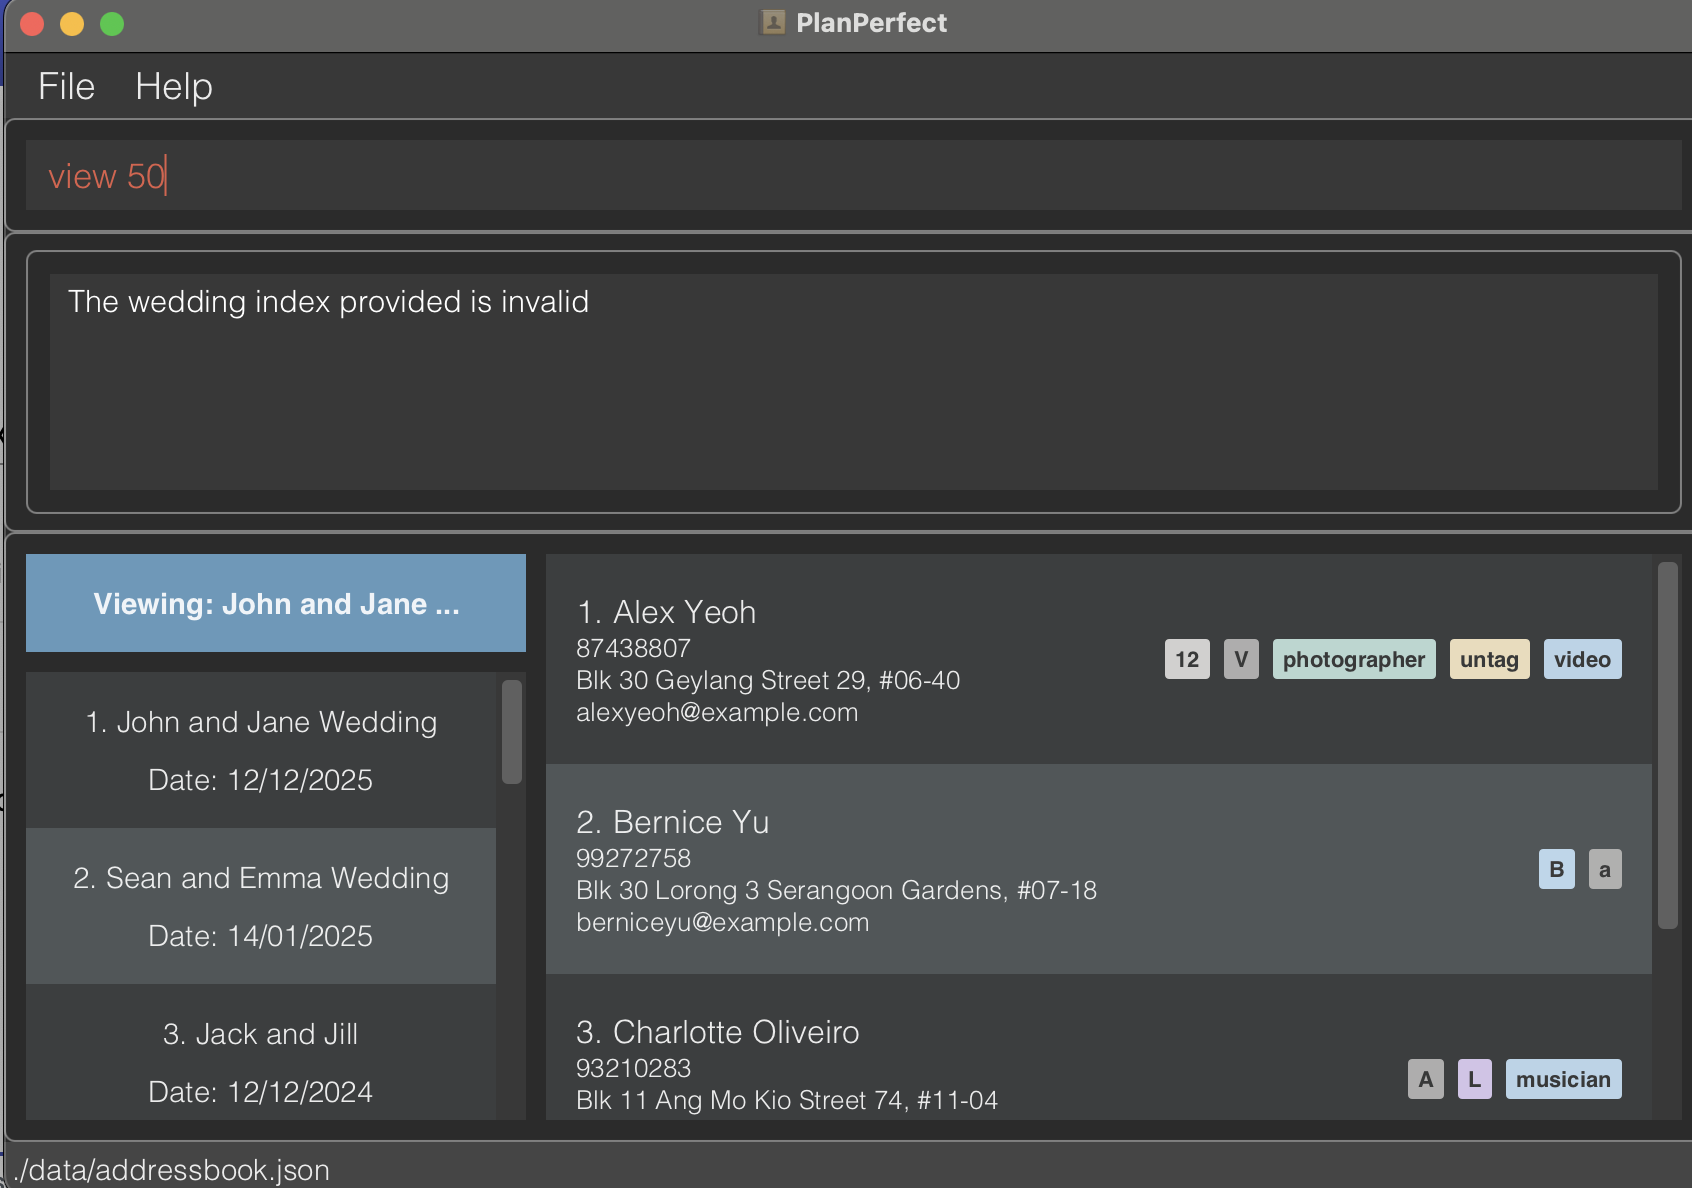 PlanPerfect
File Help
view 50
The wedding index provided is invalid
Viewing: John and Jane ...
1. John and Jane Wedding
Date: 12/12/2025
2. Sean and Emma Wedding
Date: 14/01/2025
3. Jack and Jill
Date: 12/12/2024
1. Alex Yeoh
87438807
Blk 30 Geylang Street 29, #06-40
alexyeoh@example.com
12 V photographer untag video
2. Bernice Yu
99272758
Blk 30 Lorong 3 Serangoon Gardens, #07-18
berniceyu@example.com
B a
3. Charlotte Oliveiro
93210283
Blk 11 Ang Mo Kio Street 74, #11-04
A L musician
./data/addressbook.json